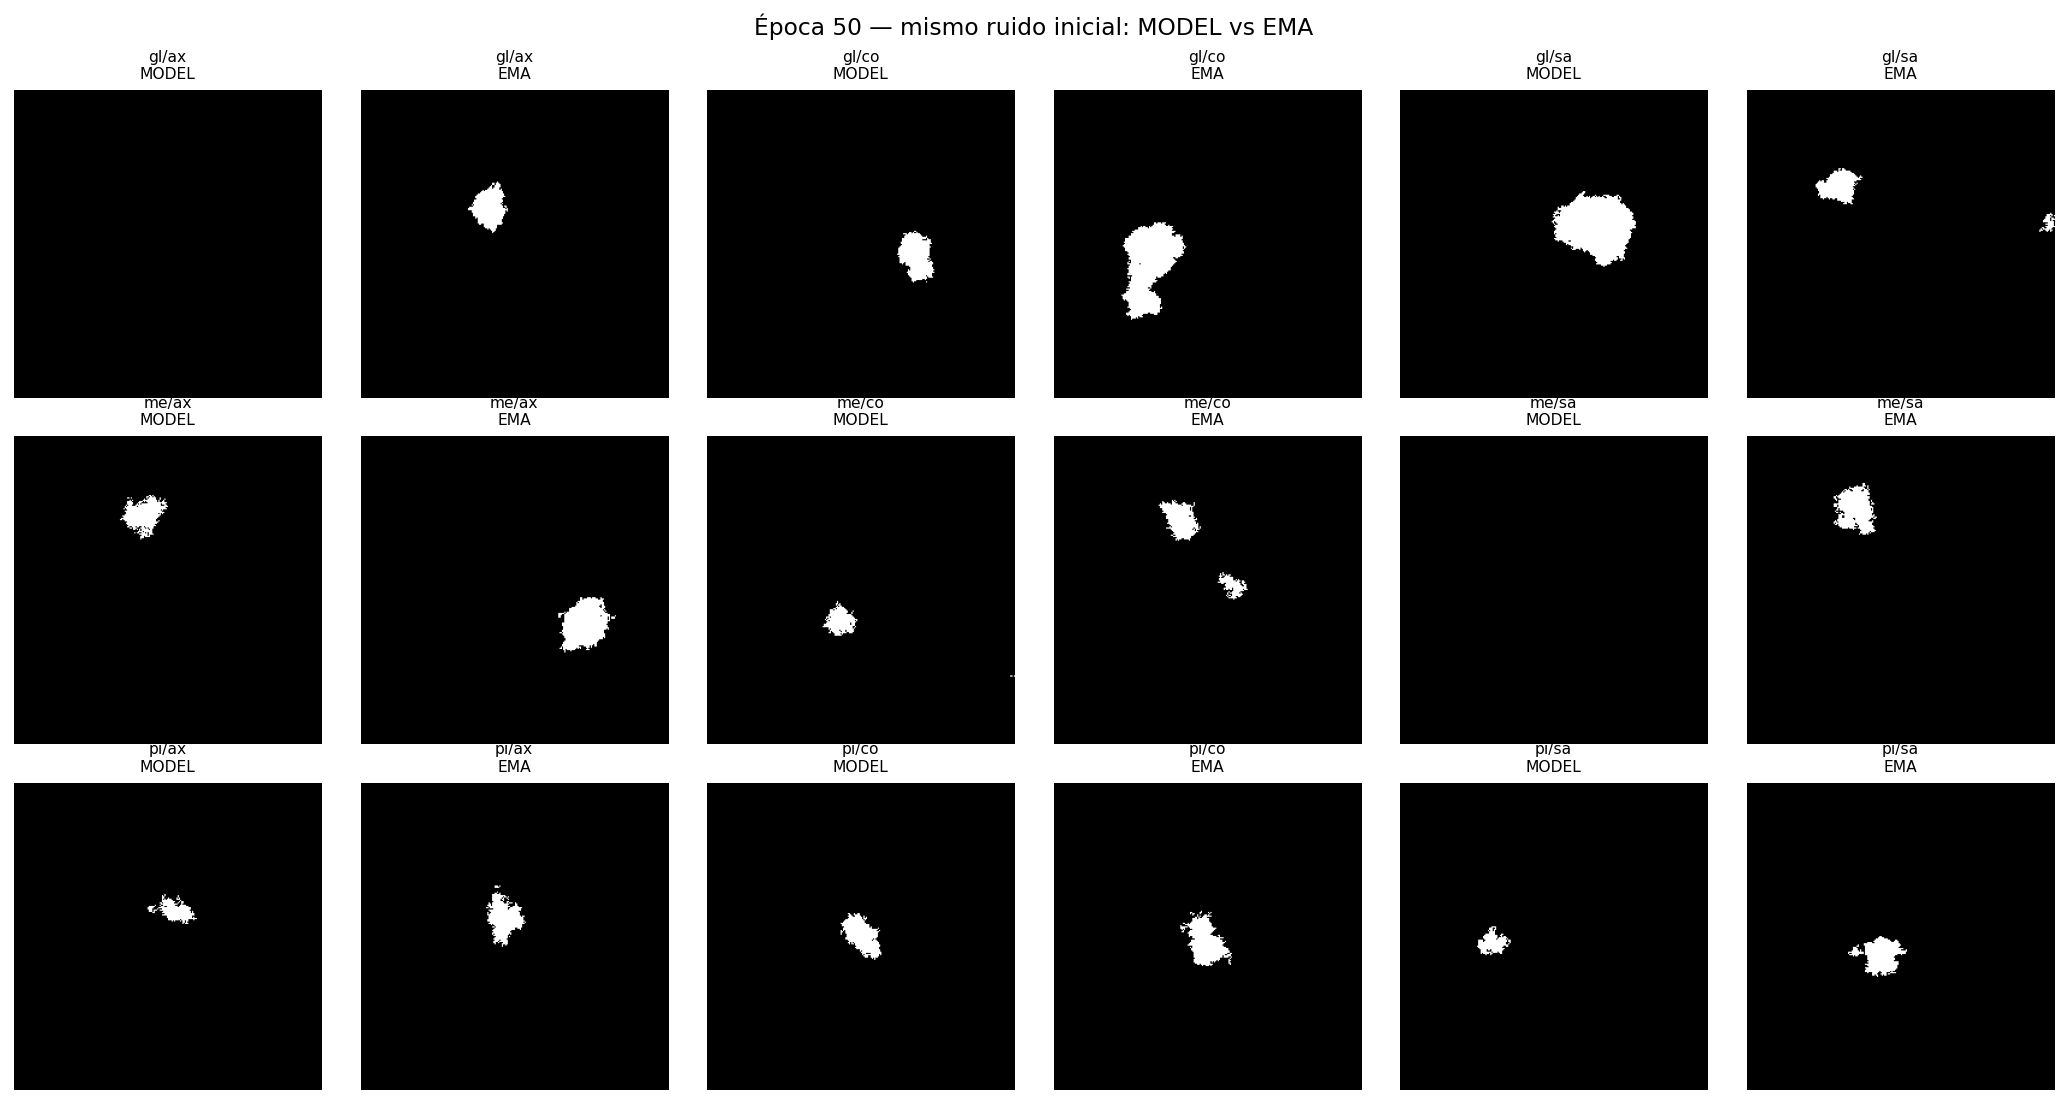 Época 50 — mismo ruido inicial: MODEL vs EMA
gl/ax
MODEL
gl/ax
EMA
gl/co
MODEL
gl/co
EMA
gl/sa
MODEL
gl/sa
EMA
me/ax
MODEL
me/ax
EMA
me/co
MODEL
me/co
EMA
me/sa
MODEL
me/sa
EMA
pi/ax
MODEL
pi/ax
EMA
pi/co
MODEL
pi/co
EMA
pi/sa
MODEL
pi/sa
EMA